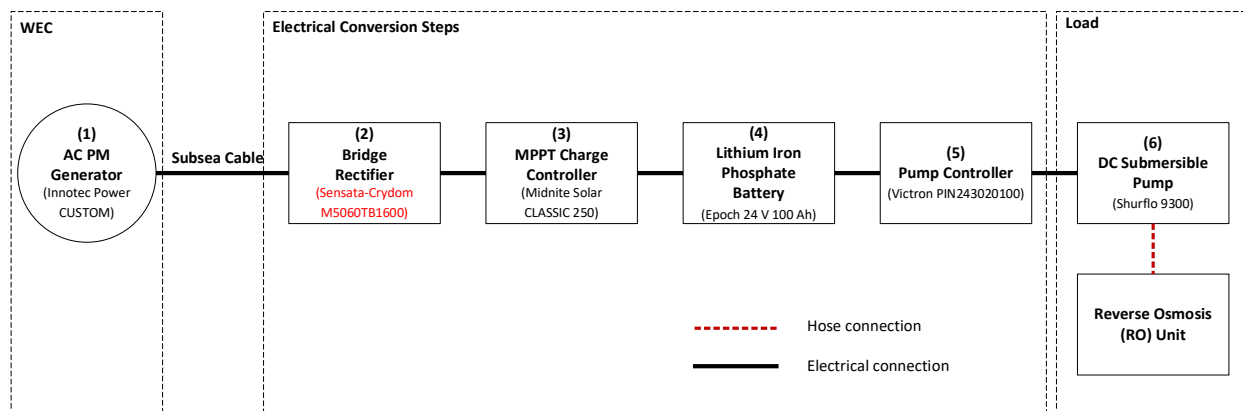 WEC
Electrical Conversion Steps
Load
(1)
AC PM
Generator
(Innotec Power
CUSTOM)
Subsea Cable
(2)
Bridge
Rectifier
(Sensata-Crydom
M5060TB1600)
(3)
MPPT Charge
Controller
(Midnite Solar
CLASSIC 250)
(4)
Lithium Iron
Phosphate
Battery
(Epoch 24 V 100 Ah)
(5)
Pump Controller
(Victron PIN243020100)
(6)
DC Submersible
Pump
(Shurflo 9300)
Reverse Osmosis
(RO) Unit
Hose connection
Electrical connection